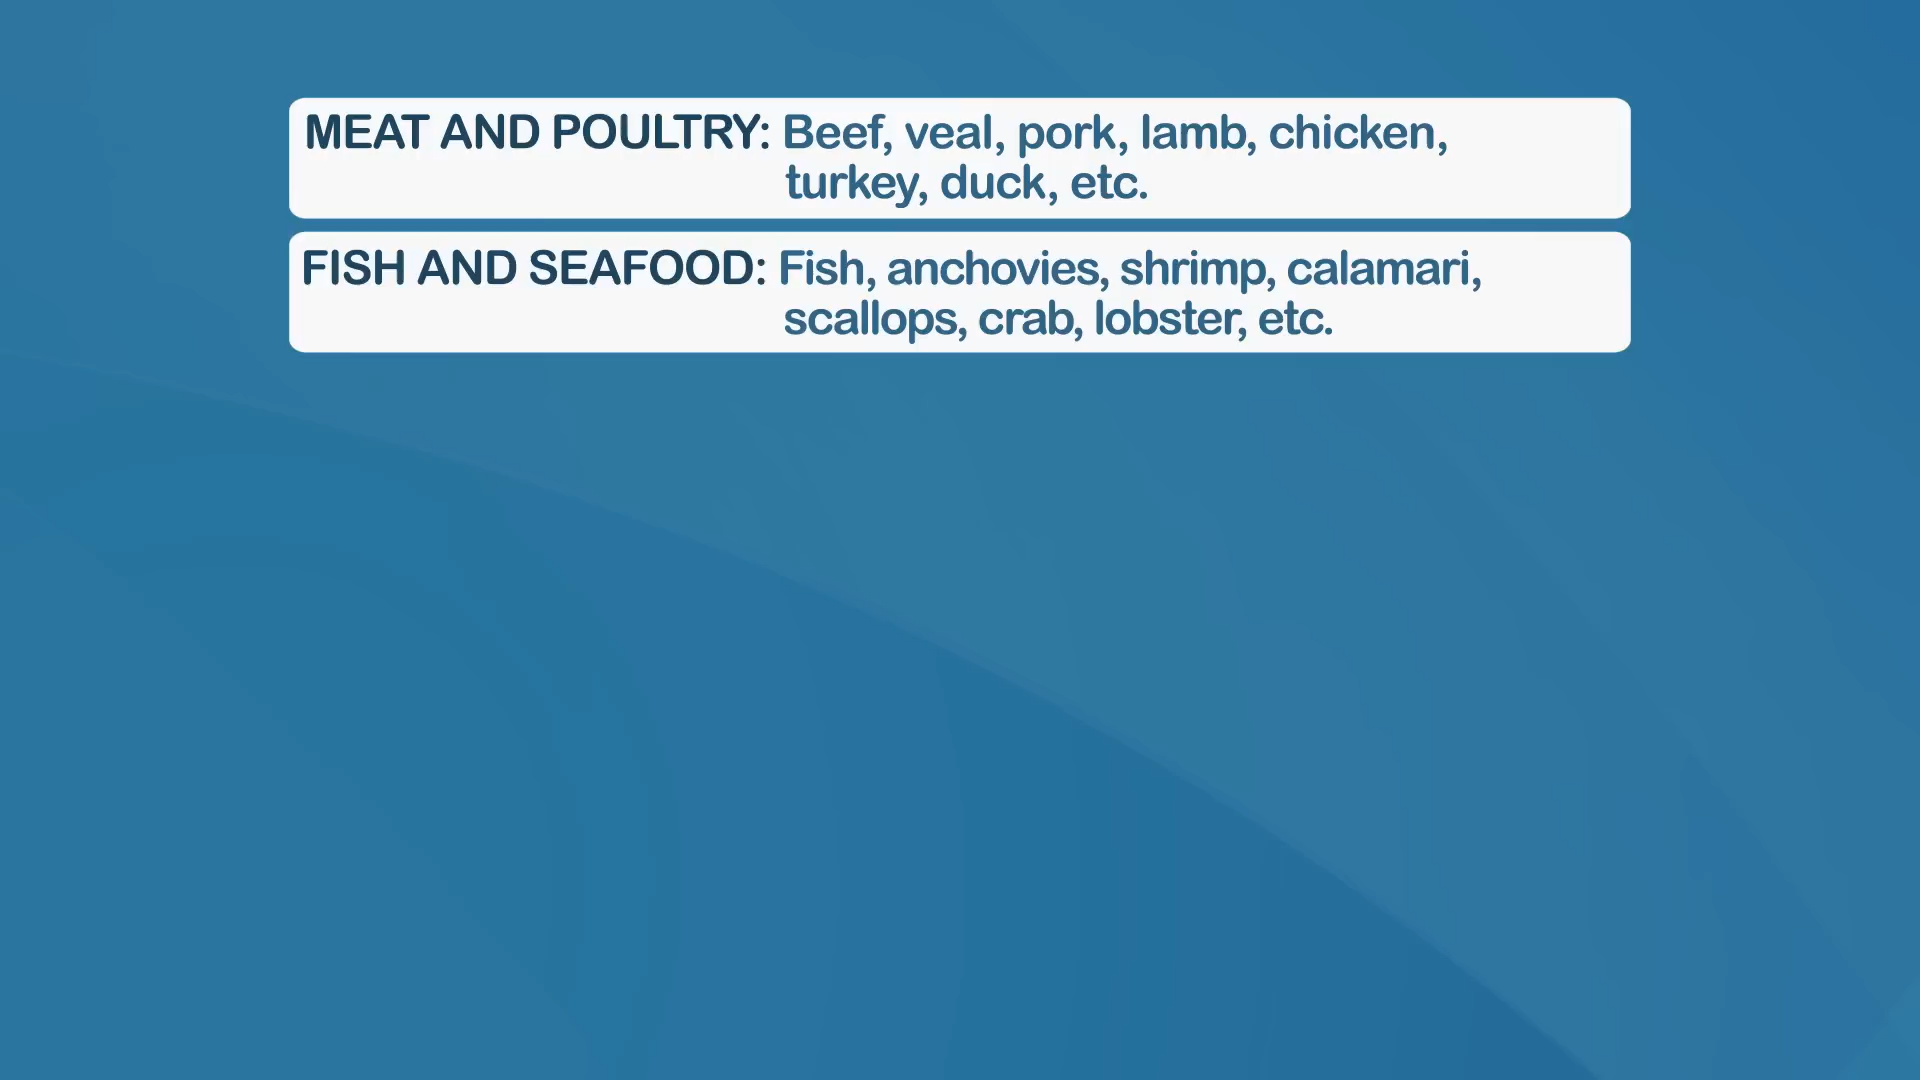 MEAT AND POULTRY: Beef, veal, pork, lamb, chicken,
turkey, duck, etc.
FISH AND SEAFOOD: Fish, anchovies, shrimp, calamari,
scallops, crab, lobster, etc.